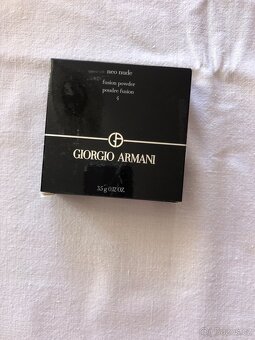 neo nude
fusion powder
poudre fusion
GIORGIO ARMANI
3.5 g 0.12 OZ.